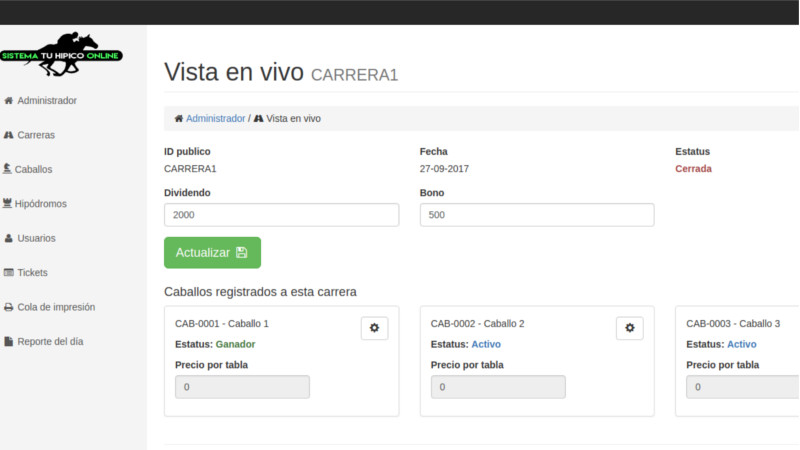 SISTEMA TU HIPICO ONLINE
Administrador
Carreras
Caballos
Hipódromos
Usuarios
Tickets
Cola de impresión
Reporte del día
Vista en vivo CARRERA1
Administrador / Vista en vivo
ID publico
CARRERA1
Fecha
27-09-2017
Estatus
Cerrada
Dividendo
2000
Bono
500
Actualizar
Caballos registrados a esta carrera
CAB-0001 - Caballo 1
Estatus: Ganador
Precio por tabla
0
CAB-0002 - Caballo 2
Estatus: Activo
Precio por tabla
0
CAB-0003 - Caballo 3
Estatus: Activo
Precio por tabla
0